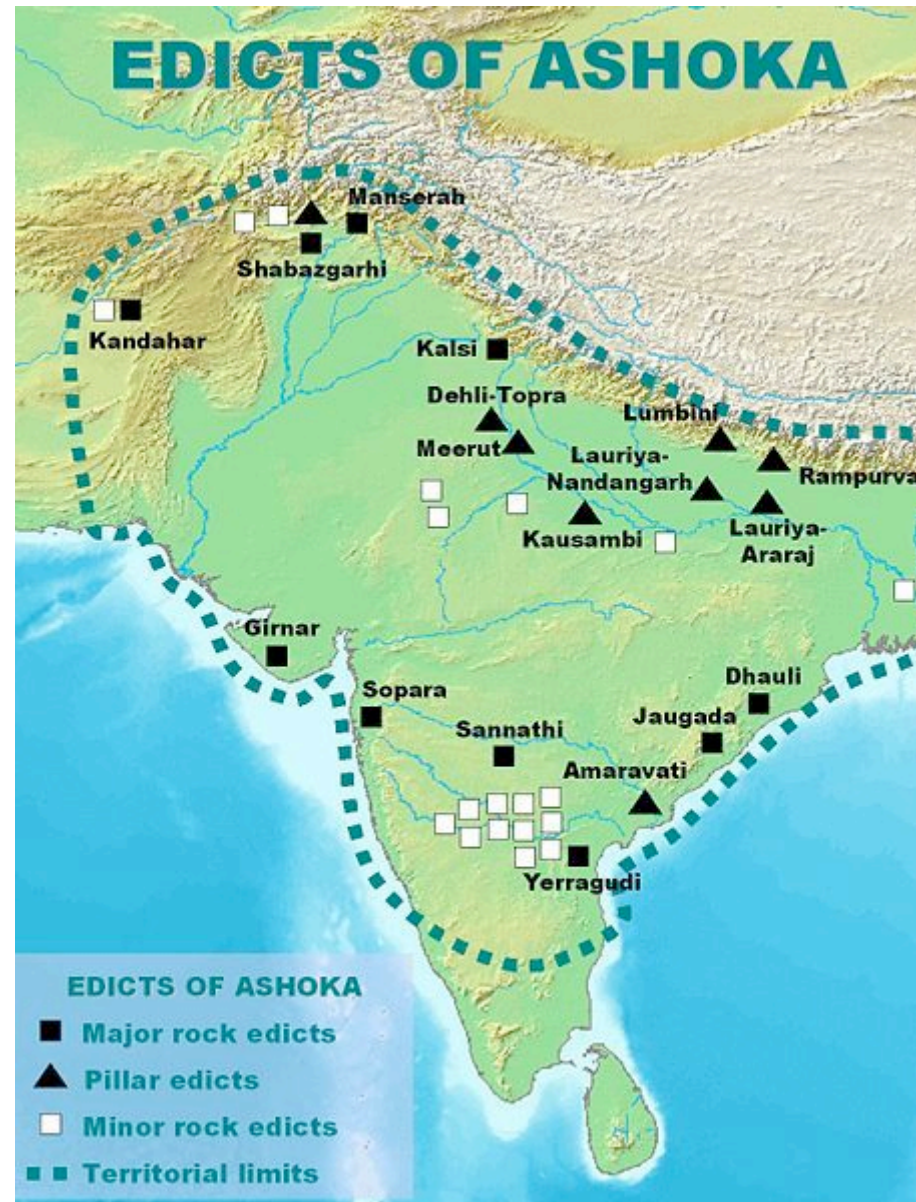 EDICTS OF ASHOKA
Manserah
Shabazgarhi
Kandahar
Kalsi
Dehli-Topra
Lumbini
Meerut
Lauriya-
Nandangarh
Rampurva
Kausambi
Lauriya-
Araraj
Girnar
Sopara
Dhauli
Jaugada
Sannathi
Amaravati
Yerragudi
EDICTS OF ASHOKA
Major rock edicts
Pillar edicts
Minor rock edicts
Territorial limits